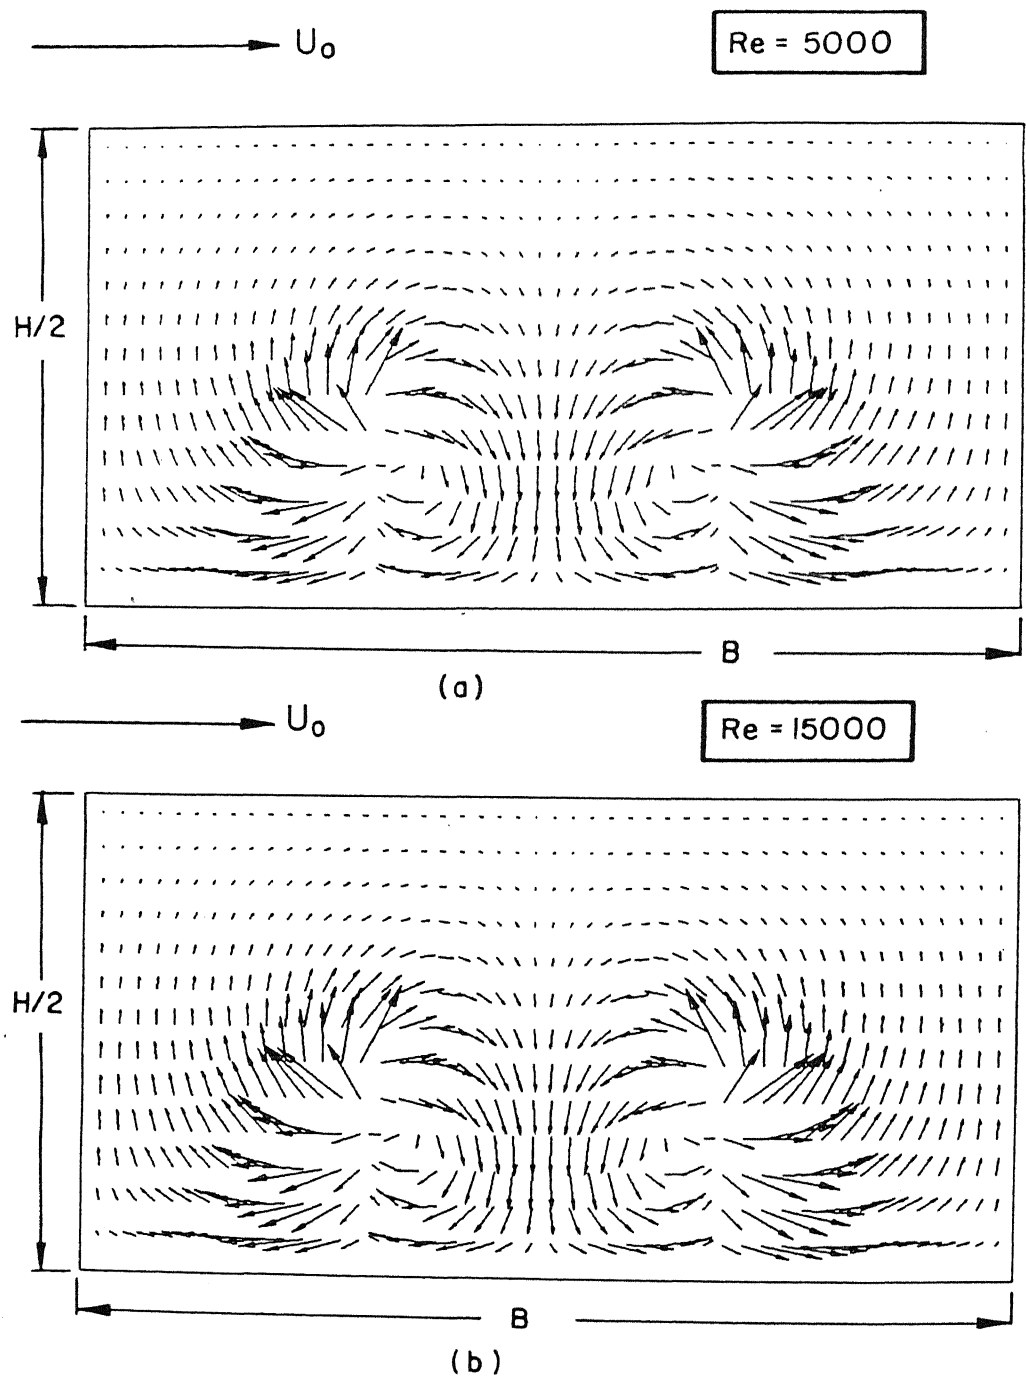 U₀
Re = 5000
H/2
B
(a)
U₀
Re = 15000
H/2
B
(b)